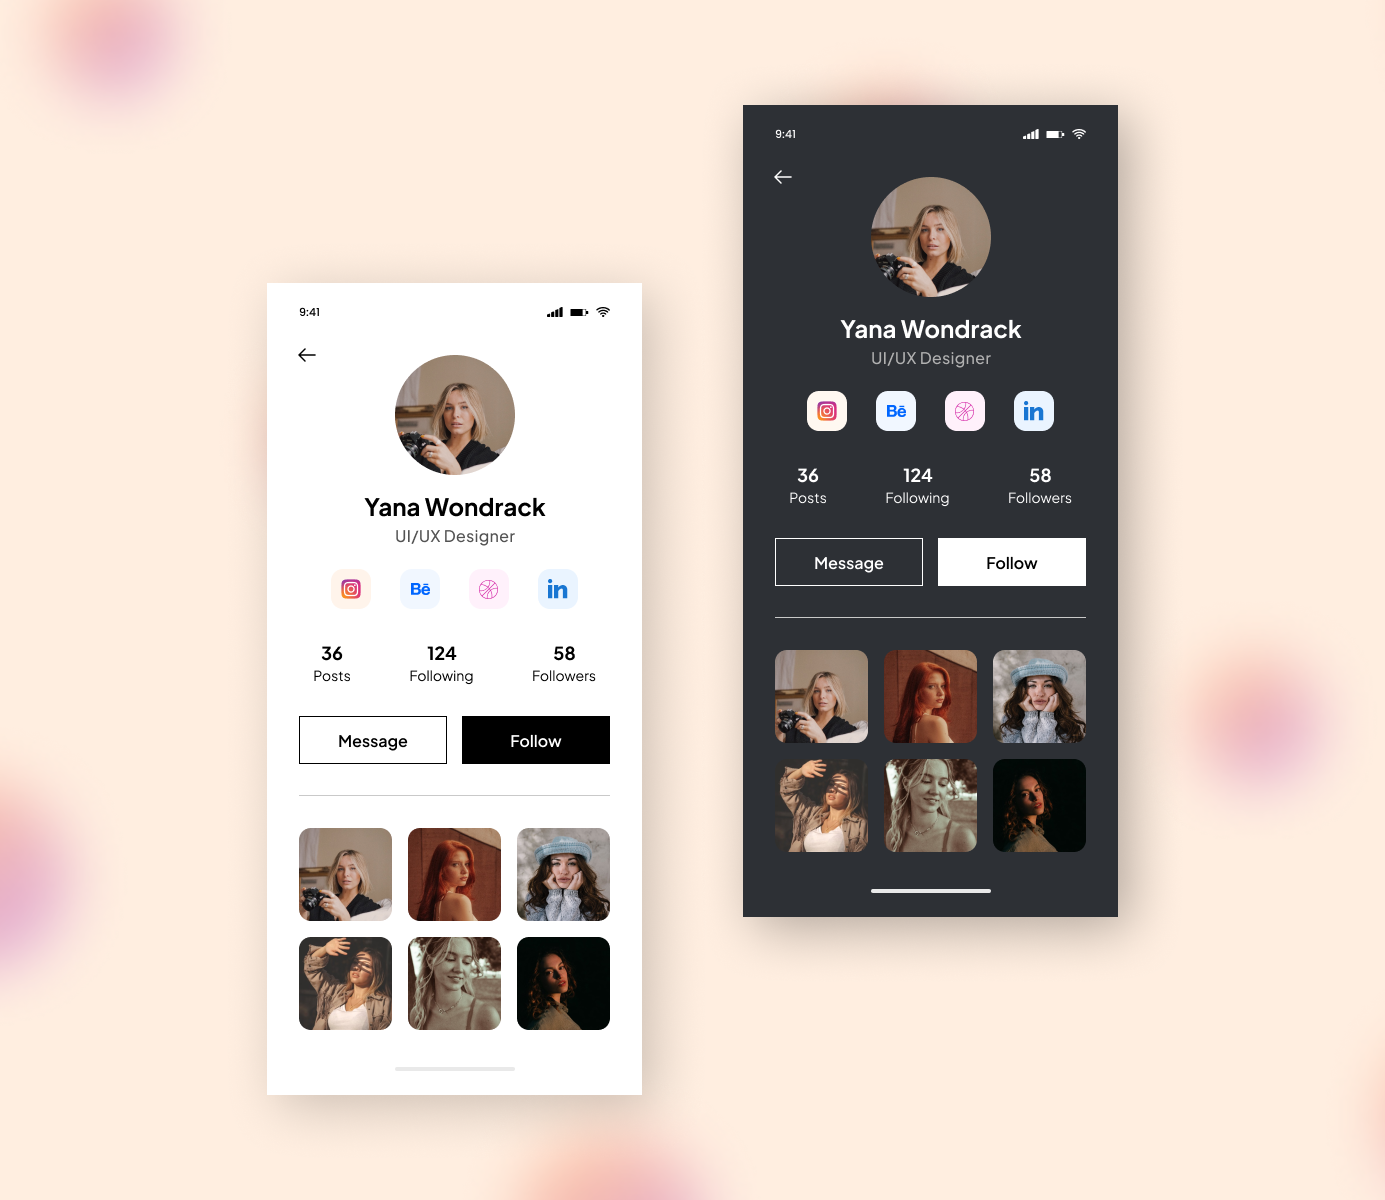 9:41
Yana Wondrack
UI/UX Designer
Bē
in
36 124 58
Posts Following Followers
Message Follow
9:41
Yana Wondrack
UI/UX Designer
Bē
in
36 124 58
Posts Following Followers
Message Follow